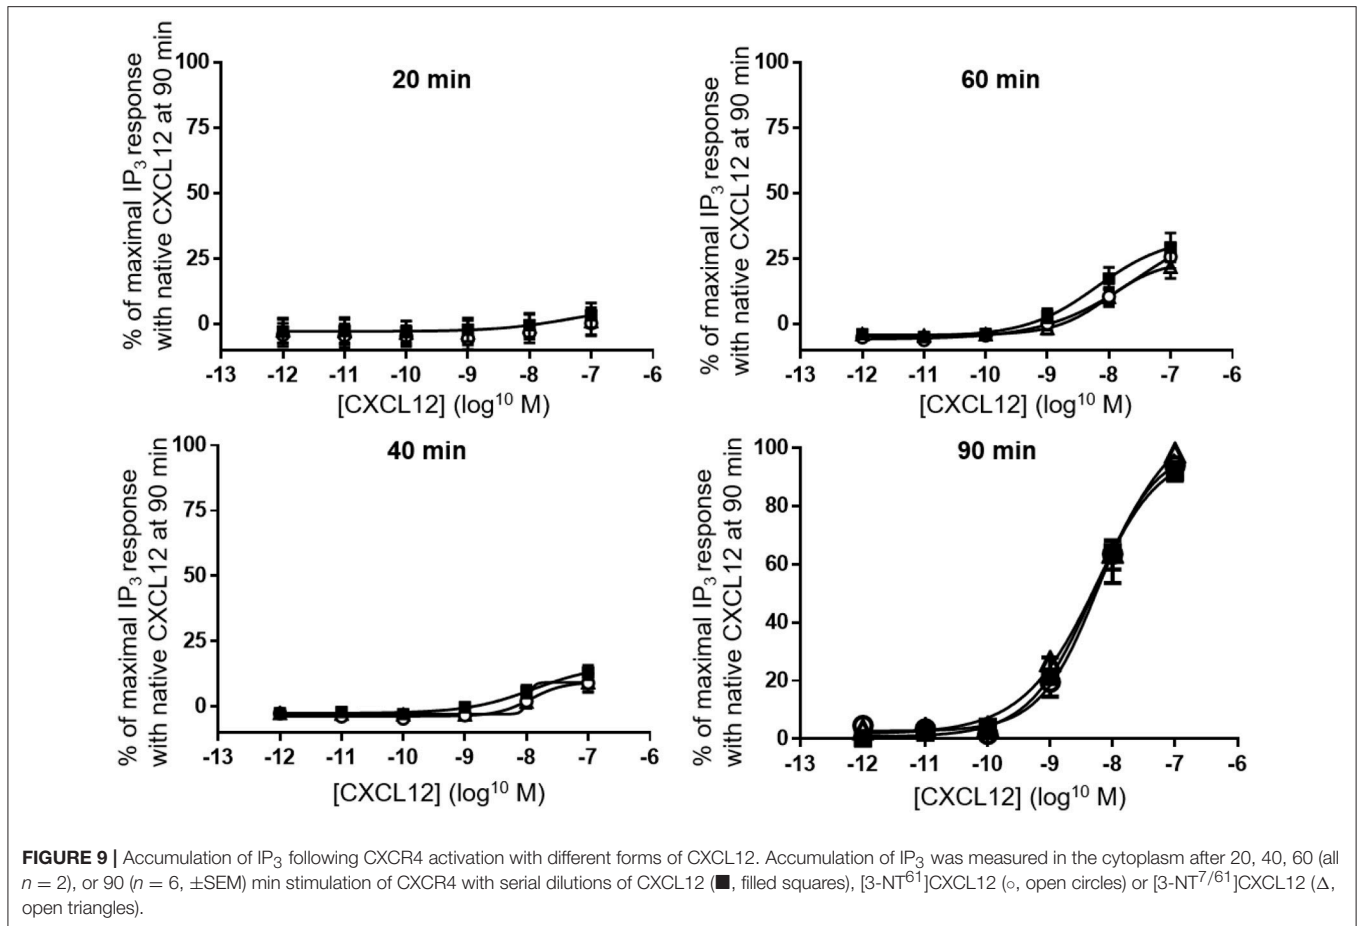 % of maximal IP3 response
with native CXCL12 at 90 min
20 min
100
75
50
25
0
-13 -12 -11 -10 -9 -8 -7 -6
[CXCL12] (log10 M)
% of maximal IP3 response
with native CXCL12 at 90 min
60 min
100
75
50
25
0
-13 -12 -11 -10 -9 -8 -7 -6
[CXCL12] (log10 M)
% of maximal IP3 response
with native CXCL12 at 90 min
40 min
100
75
50
25
0
-13 -12 -11 -10 -9 -8 -7 -6
[CXCL12] (log10 M)
% of maximal IP3 response
with native CXCL12 at 90 min
90 min
100
80
60
40
20
0
-13 -12 -11 -10 -9 -8 -7 -6
[CXCL12] (log10 M)
FIGURE 9 | Accumulation of IP3 following CXCR4 activation with different forms of CXCL12. Accumulation of IP3 was measured in the cytoplasm after 20, 40, 60 (all
n = 2), or 90 (n = 6, ±SEM) min stimulation of CXCR4 with serial dilutions of CXCL12 (■, filled squares), [3-NT61]CXCL12 (○, open circles) or [3-NT7/61]CXCL12 (Δ,
open triangles).